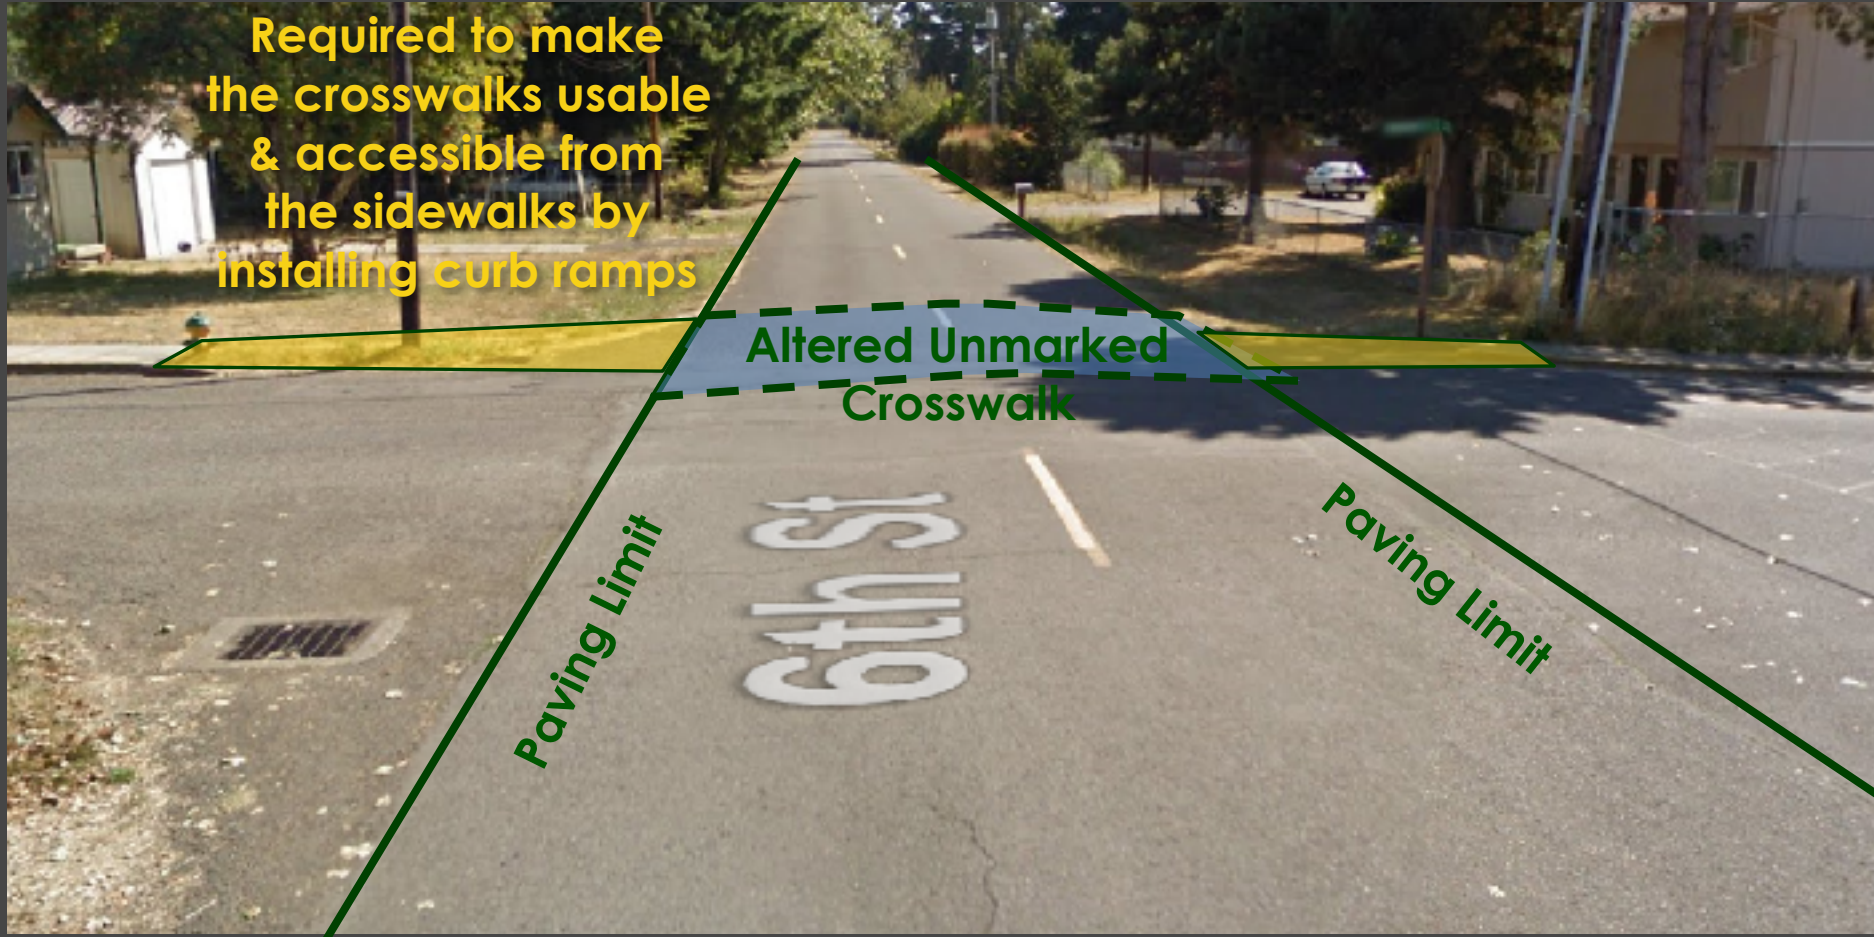 Required to make
the crosswalks usable
& accessible from
the sidewalks by
installing curb ramps
Altered Unmarked
Crosswalk
Paving Limit
6th St
Paving Limit